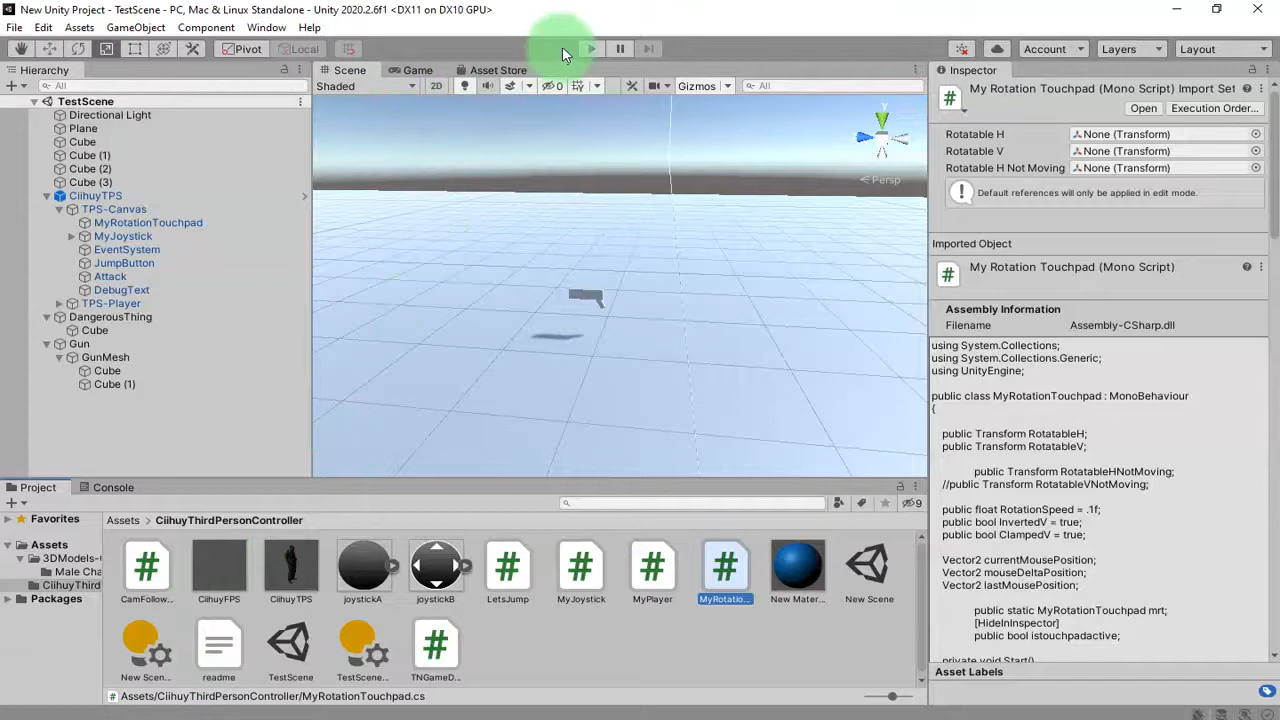 New Unity Project - TestScene - PC, Mac & Linux Standalone - Unity 2020.2.6f1 <DX11 on DX10 GPU>
File Edit Assets GameObject Component Window Help
Pivot Local Account Layers Layout
Hierarchy
All
TestScene
Directional Light
Plane
Cube
Cube (1)
Cube (2)
Cube (3)
CiihuyTPS
TPS-Canvas
MyRotationTouchpad
MyJoystick
EventSystem
JumpButton
Attack
DebugText
TPS-Player
DangerousThing
Cube
Gun
GunMesh
Cube
Cube (1)
Scene Game Asset Store
Shaded 2D 0 Gizmos All
y
Persp
Inspector
My Rotation Touchpad (Mono Script) Import Set
Open Execution Order...
Rotatable H None (Transform)
Rotatable V None (Transform)
Rotatable H Not Moving None (Transform)
Default references will only be applied in edit mode.
Imported Object
My Rotation Touchpad (Mono Script)
Assembly Information
Filename Assembly-CSharp.dll
using System.Collections;
using System.Collections.Generic;
using UnityEngine;
public class MyRotationTouchpad : MonoBehaviour
{
public Transform RotatableH;
public Transform RotatableV;
public Transform RotatableHNotMoving;
//public Transform RotatableVNotMoving;
public float RotationSpeed = .1f;
public bool InvertedV = true;
public bool ClampedV = true;
Vector2 currentMousePosition;
Vector2 mouseDeltaPosition;
Vector2 lastMousePosition;
public static MyRotationTouchpad mrt;
[HideInInspector]
public bool istouchpadactive;
private void Start()
Asset Labels
Project Console
9
Favorites
Assets
3DModels-
Male Cha
CiihuyThird
Packages
Assets > CiihuyThirdPersonController
CamFollow... CiihuyFPS CiihuyTPS joystickA joystickB LetsJump MyJoystick MyPlayer MyRotatio... New Mater... New Scene
New Scen... readme TestScene TestScene... TNGameD...
Assets/CiihuyThirdPersonController/MyRotationTouchpad.cs